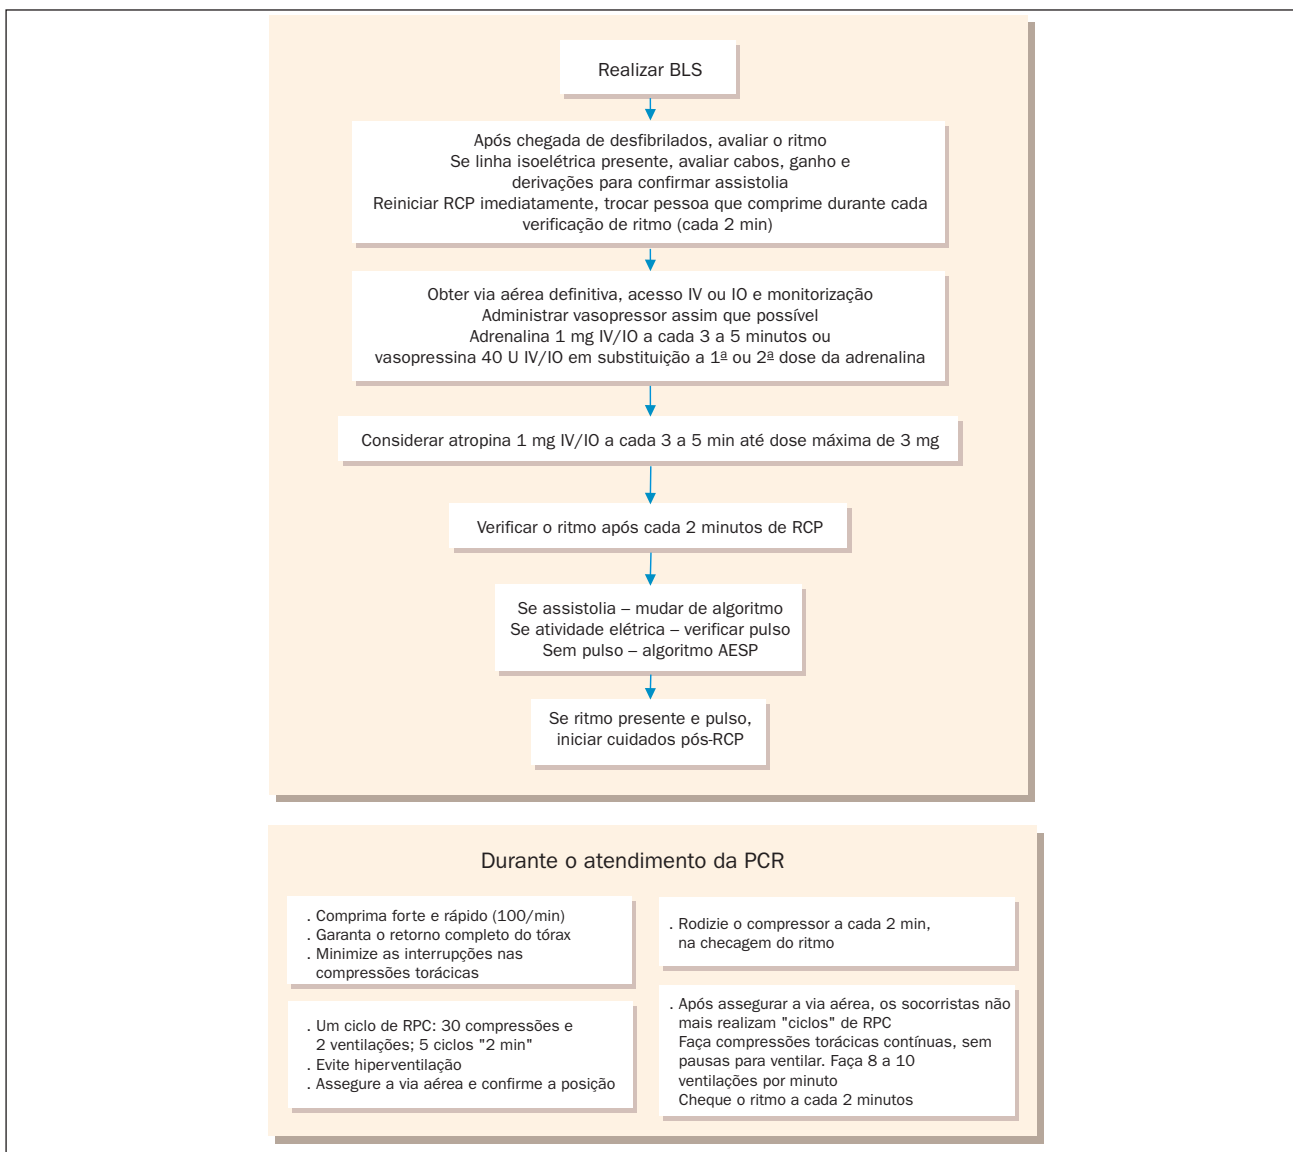 Realizar BLS
Após chegada de desfibrilados, avaliar o ritmo
Se linha isoelétrica presente, avaliar cabos, ganho e
derivações para confirmar assistolia
Reiniciar RCP imediatamente, trocar pessoa que comprime durante cada
verificação de ritmo (cada 2 min)
Obter via aérea definitiva, acesso IV ou IO e monitorização
Administrar vasopressor assim que possível
Adrenalina 1 mg IV/IO a cada 3 a 5 minutos ou
vasopressina 40 U IV/IO em substituição a 1ª ou 2ª dose da adrenalina
Considerar atropina 1 mg IV/IO a cada 3 a 5 min até dose máxima de 3 mg
Verificar o ritmo após cada 2 minutos de RCP
Se assistolia – mudar de algoritmo
Se atividade elétrica – verificar pulso
Sem pulso – algoritmo AESP
Se ritmo presente e pulso,
iniciar cuidados pós-RCP
Durante o atendimento da PCR
. Comprima forte e rápido (100/min)
. Garanta o retorno completo do tórax
. Minimize as interrupções nas
compressões torácicas
. Um ciclo de RPC: 30 compressões e
2 ventilações; 5 ciclos "2 min"
. Evite hiperventilação
. Assegure a via aérea e confirme a posição
. Rodizie o compressor a cada 2 min,
na checagem do ritmo
. Após assegurar a via aérea, os socorristas não
mais realizam "ciclos" de RPC
Faça compressões torácicas contínuas, sem
pausas para ventilar. Faça 8 a 10
ventilações por minuto
Cheque o ritmo a cada 2 minutos